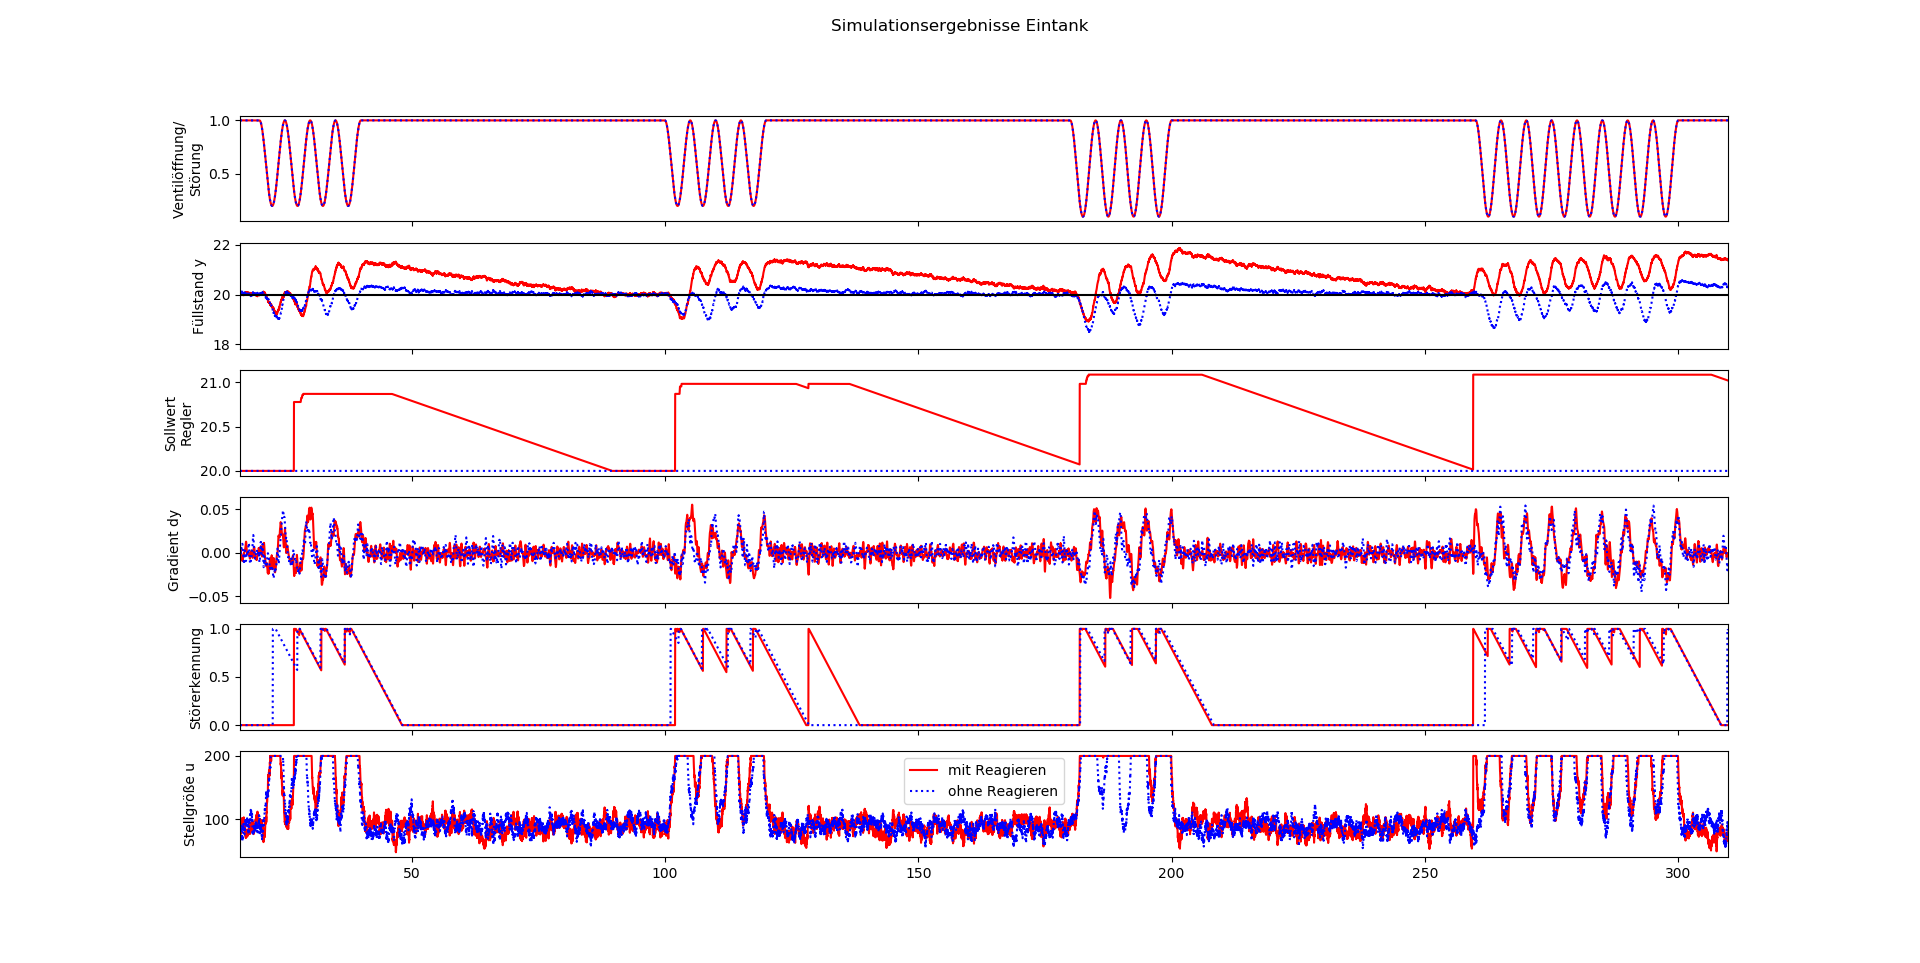 Simulationsergebnisse Eintank
Ventilöffnung/
Störung
1.0
0.5
Füllstand y
22
20
18
Sollwert
Regler
21.0
20.5
20.0
Gradient dy
0.05
0.00
−0.05
Störerkennung
1.0
0.5
0.0
Stellgröße u
200
100
mit Reagieren
ohne Reagieren
50 100 150 200 250 300